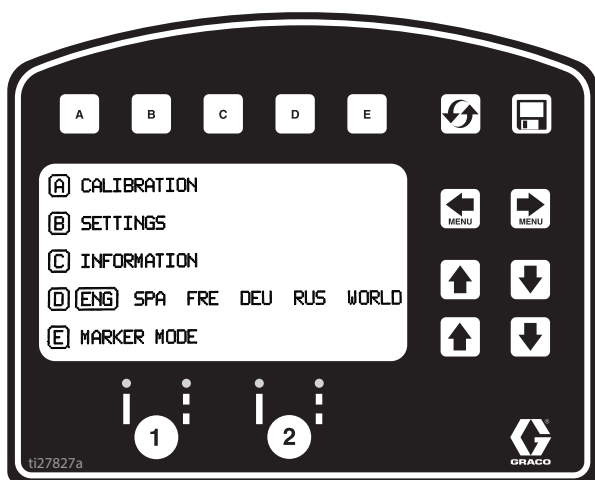 A B C D E
A CALIBRATION
MENU MENU
B SETTINGS
C INFORMATION
D ENG SPA FRE DEU RUS WORLD
E MARKER MODE
1 2
ti27827a
GRACO